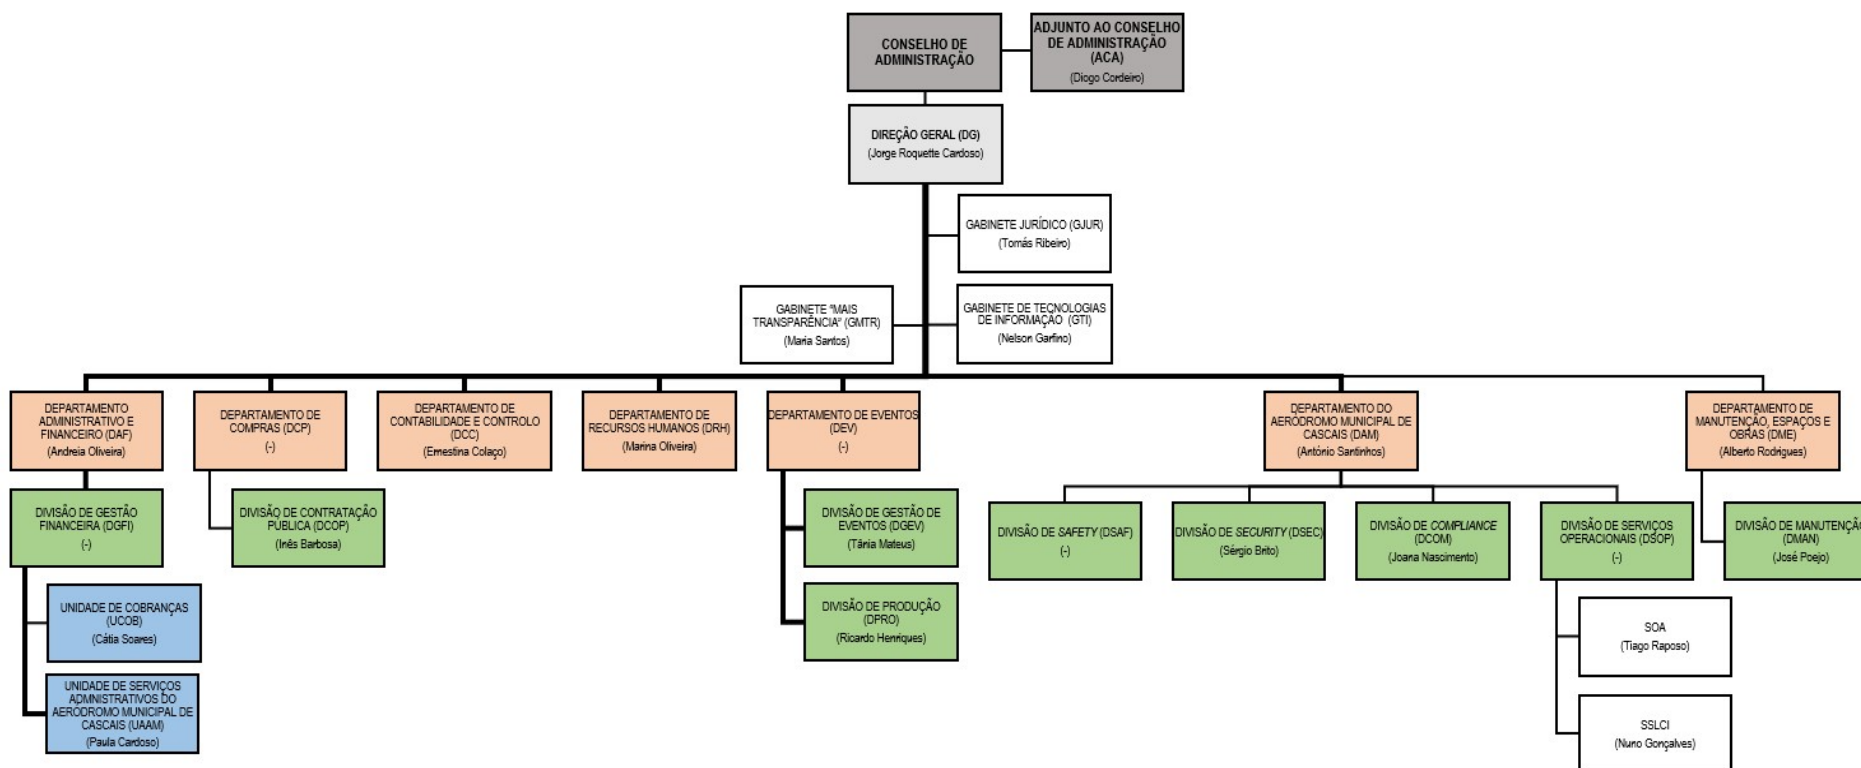 CONSELHO DE
ADMINISTRAÇÃO
ADJUNTO AO CONSELHO
DE ADMINISTRAÇÃO
(ACA)
(Diogo Cordeiro)
DIREÇÃO GERAL (DG)
(Jorge Roquette Cardoso)
GABINETE JURÍDICO (GJUR)
(Tomás Ribeiro)
GABINETE "MAIS
TRANSPARÊNCIA" (GMTR)
(Maria Santos)
GABINETE DE TECNOLOGIAS
DE INFORMAÇÃO (GTI)
(Nelson Garfino)
DEPARTAMENTO
ADMINISTRATIVO E
FINANCEIRO (DAF)
(Andreia Oliveira)
DEPARTAMENTO DE
COMPRAS (DCP)
(-)
DEPARTAMENTO DE
CONTABILIDADE E CONTROLO
(DCC)
(Ernestina Colaço)
DEPARTAMENTO DE
RECURSOS HUMANOS (DRH)
(Marina Oliveira)
DEPARTAMENTO DE EVENTOS
(DEV)
(-)
DEPARTAMENTO DO
AERÓDROMO MUNICIPAL DE
CASCAIS (DAM)
(António Santinhos)
DEPARTAMENTO DE
MANUTENÇÃO, ESPAÇOS E
OBRAS (DME)
(Alberto Rodrigues)
DIVISÃO DE GESTÃO
FINANCEIRA (DGFI)
(-)
DIVISÃO DE CONTRATAÇÃO
PÚBLICA (DCOP)
(Inês Barbosa)
DIVISÃO DE GESTÃO DE
EVENTOS (DGEV)
(Tânia Mateus)
DIVISÃO DE SAFETY (DSAF)
(-)
DIVISÃO DE SECURITY (DSEC)
(Sérgio Brito)
DIVISÃO DE COMPLIANCE
(DCOM)
(Joana Nascimento)
DIVISÃO DE SERVIÇOS
OPERACIONAIS (DSOP)
(-)
DIVISÃO DE MANUTENÇÃO
(DMAN)
(José Poejo)
UNIDADE DE COBRANÇAS
(UCOB)
(Cátia Soares)
DIVISÃO DE PRODUÇÃO
(DPRO)
(Ricardo Henriques)
SOA
(Tiago Raposo)
UNIDADE DE SERVIÇOS
ADMNISTRATIVOS DO
AERÓDROMO MUNICIPAL DE
CASCAIS (UAAM)
(Paula Cardoso)
SSLCI
(Nuno Gonçalves)